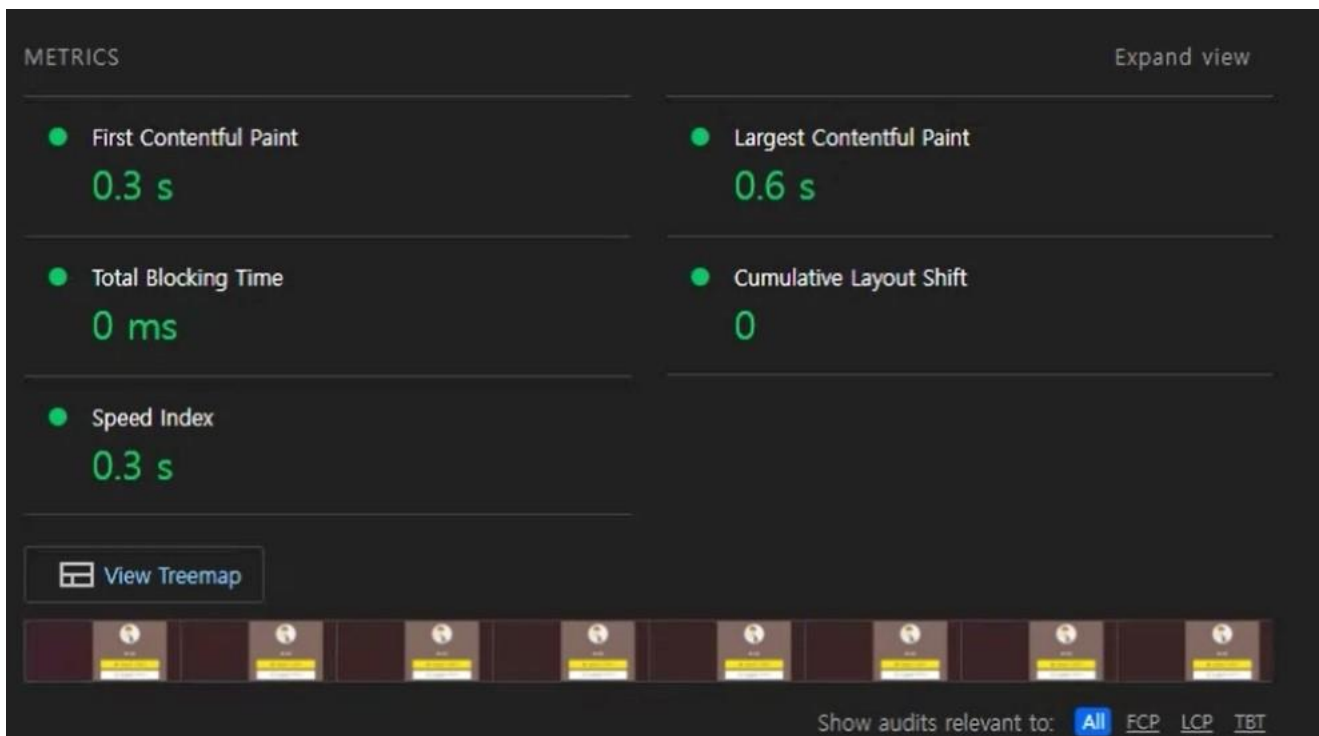 METRICS
Expand view
First Contentful Paint
0.3 s
Largest Contentful Paint
0.6 s
Total Blocking Time
0 ms
Cumulative Layout Shift
0
Speed Index
0.3 s
View Treemap
Show audits relevant to: All FCP LCP TBT